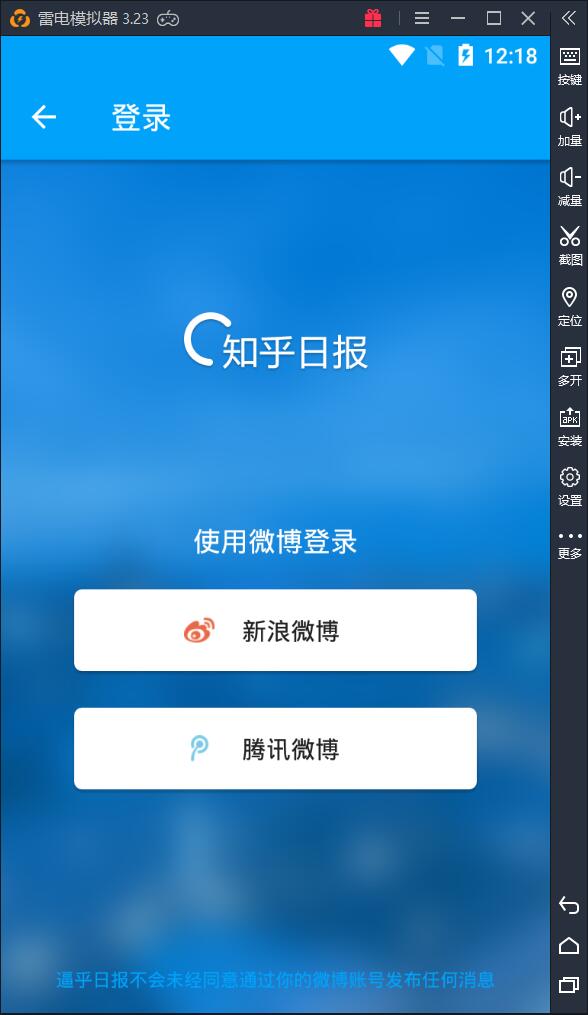 雷电模拟器 3.23
12:18
登录
知乎日报
使用微博登录
新浪微博
腾讯微博
逼乎日报不会未经同意通过你的微博账号发布任何消息
按键
加量
减量
截图
定位
多开
APK
安装
设置
更多